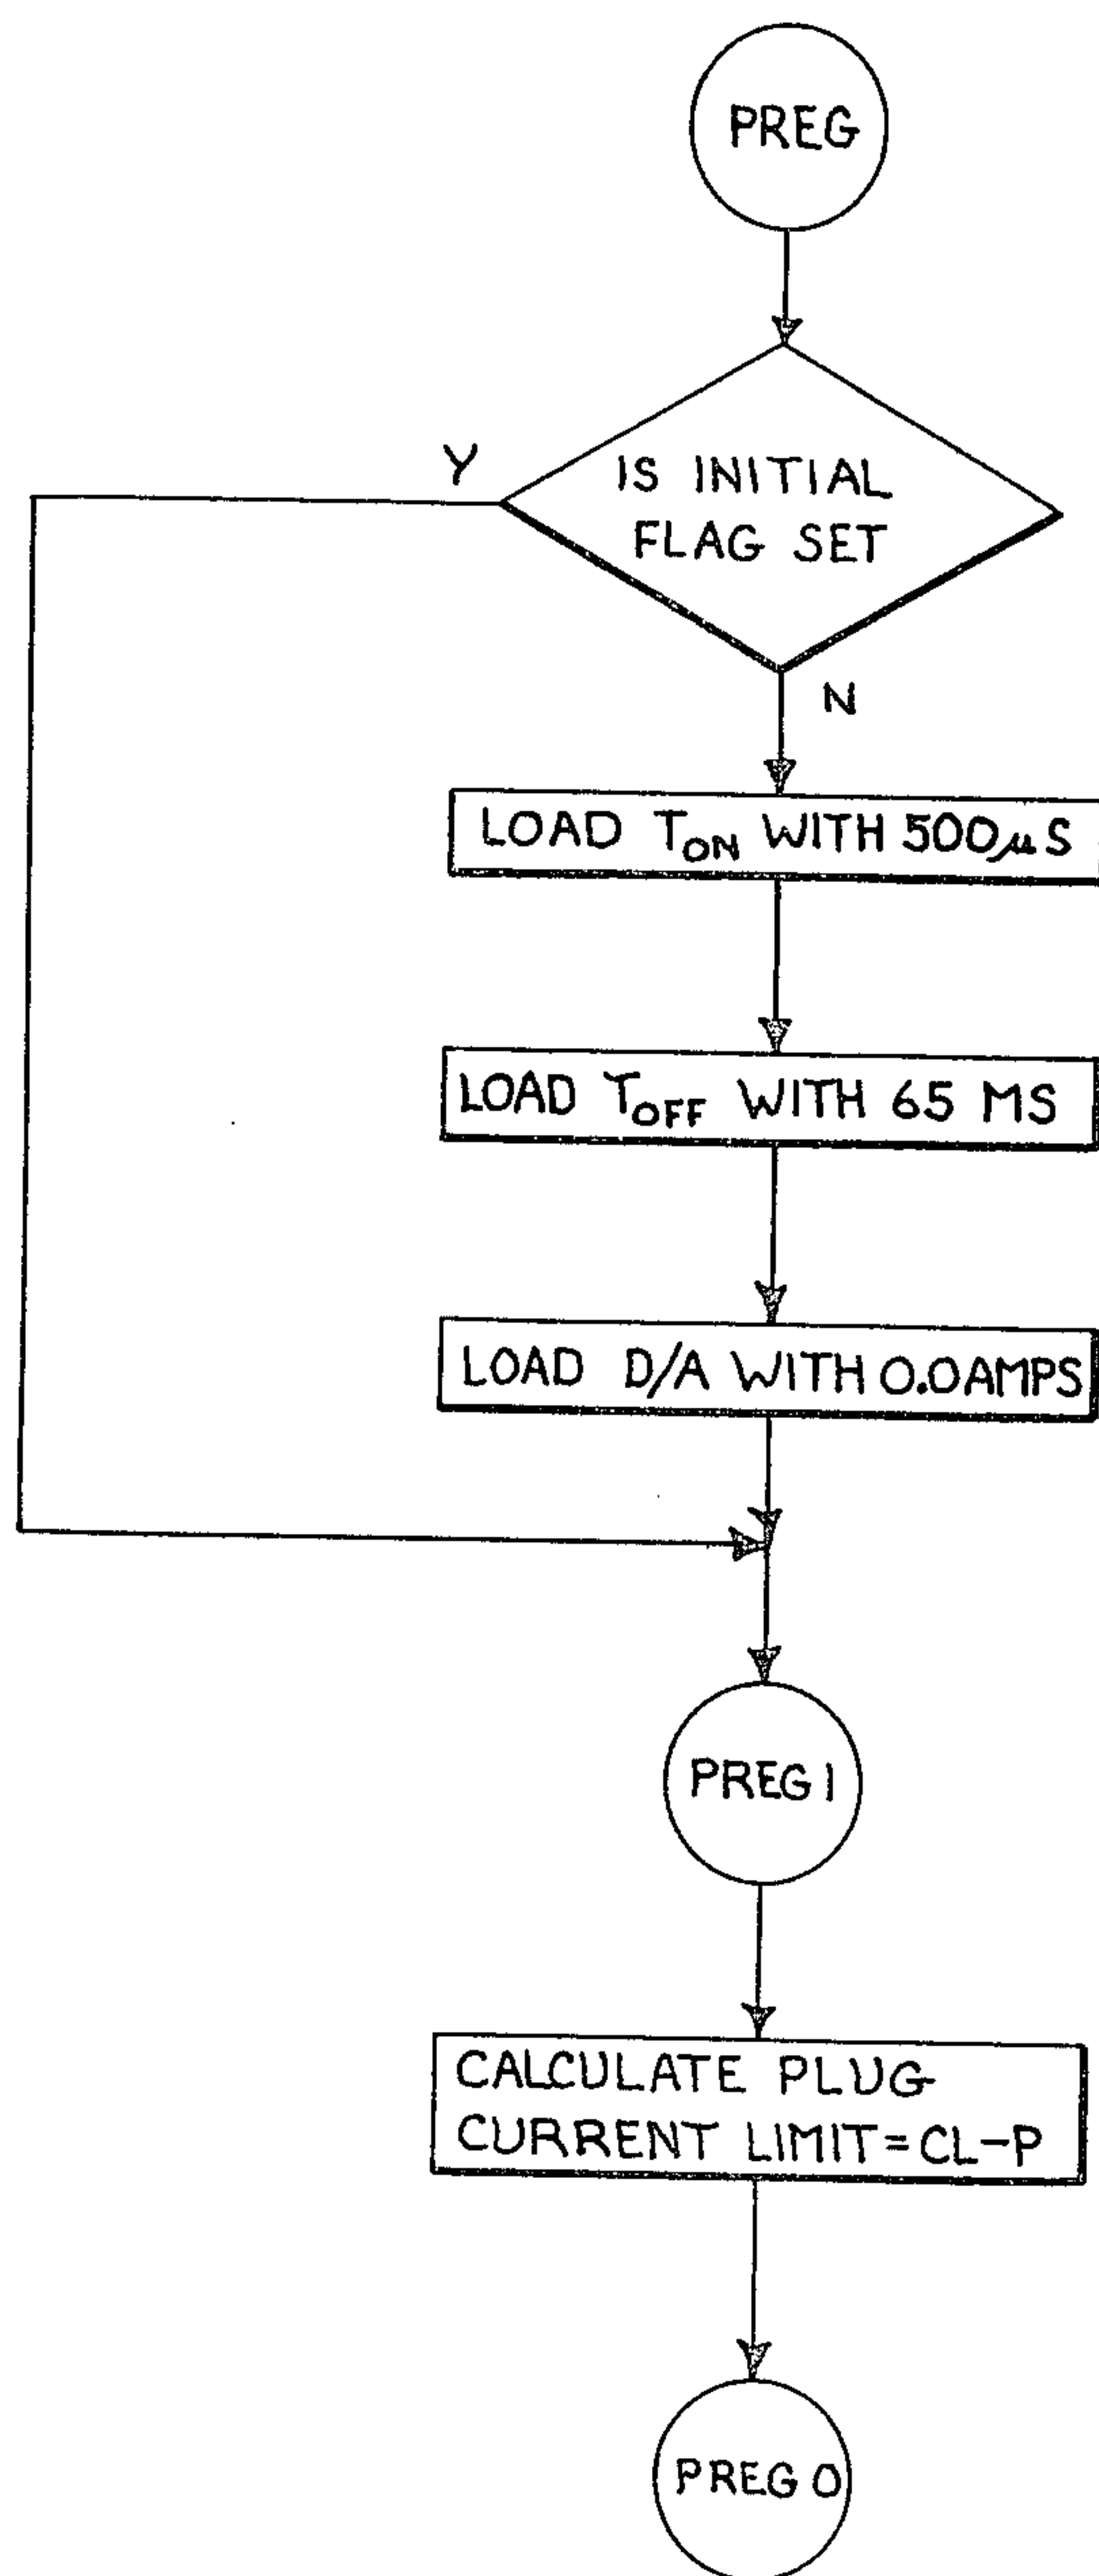 PREG
Y
IS INITIAL
FLAG SET
N
LOAD TON WITH 500μS
LOAD TOFF WITH 65 MS
LOAD D/A WITH 0.0AMPS
PREG 1
CALCULATE PLUG
CURRENT LIMIT=CL-P
PREG 0